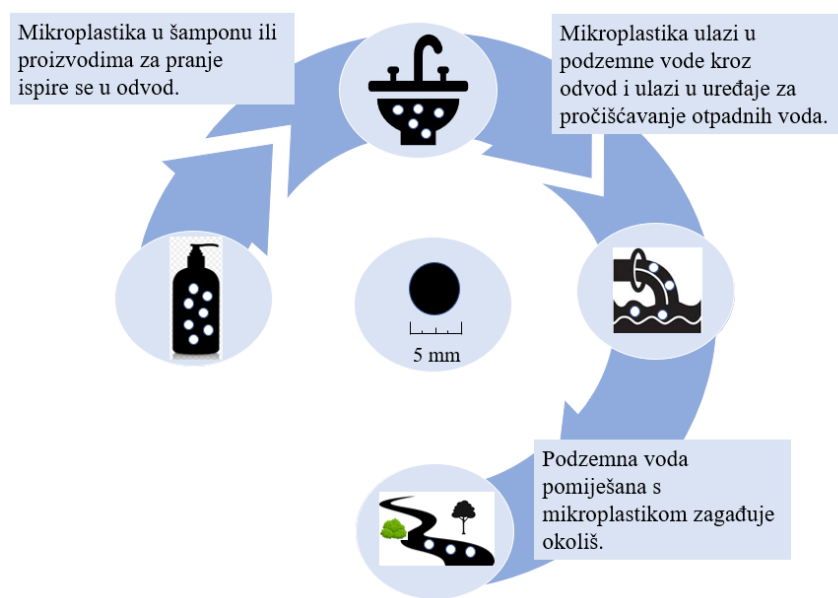 Mikroplastika u šamponu ili
proizvodima za pranje
ispire se u odvod.
Mikroplastika ulazi u
podzemne vode kroz
odvod i ulazi u uređaje za
pročišćavanje otpadnih voda.
5 mm
Podzemna voda
pomiješana s
mikroplastikom zagađuje
okoliš.